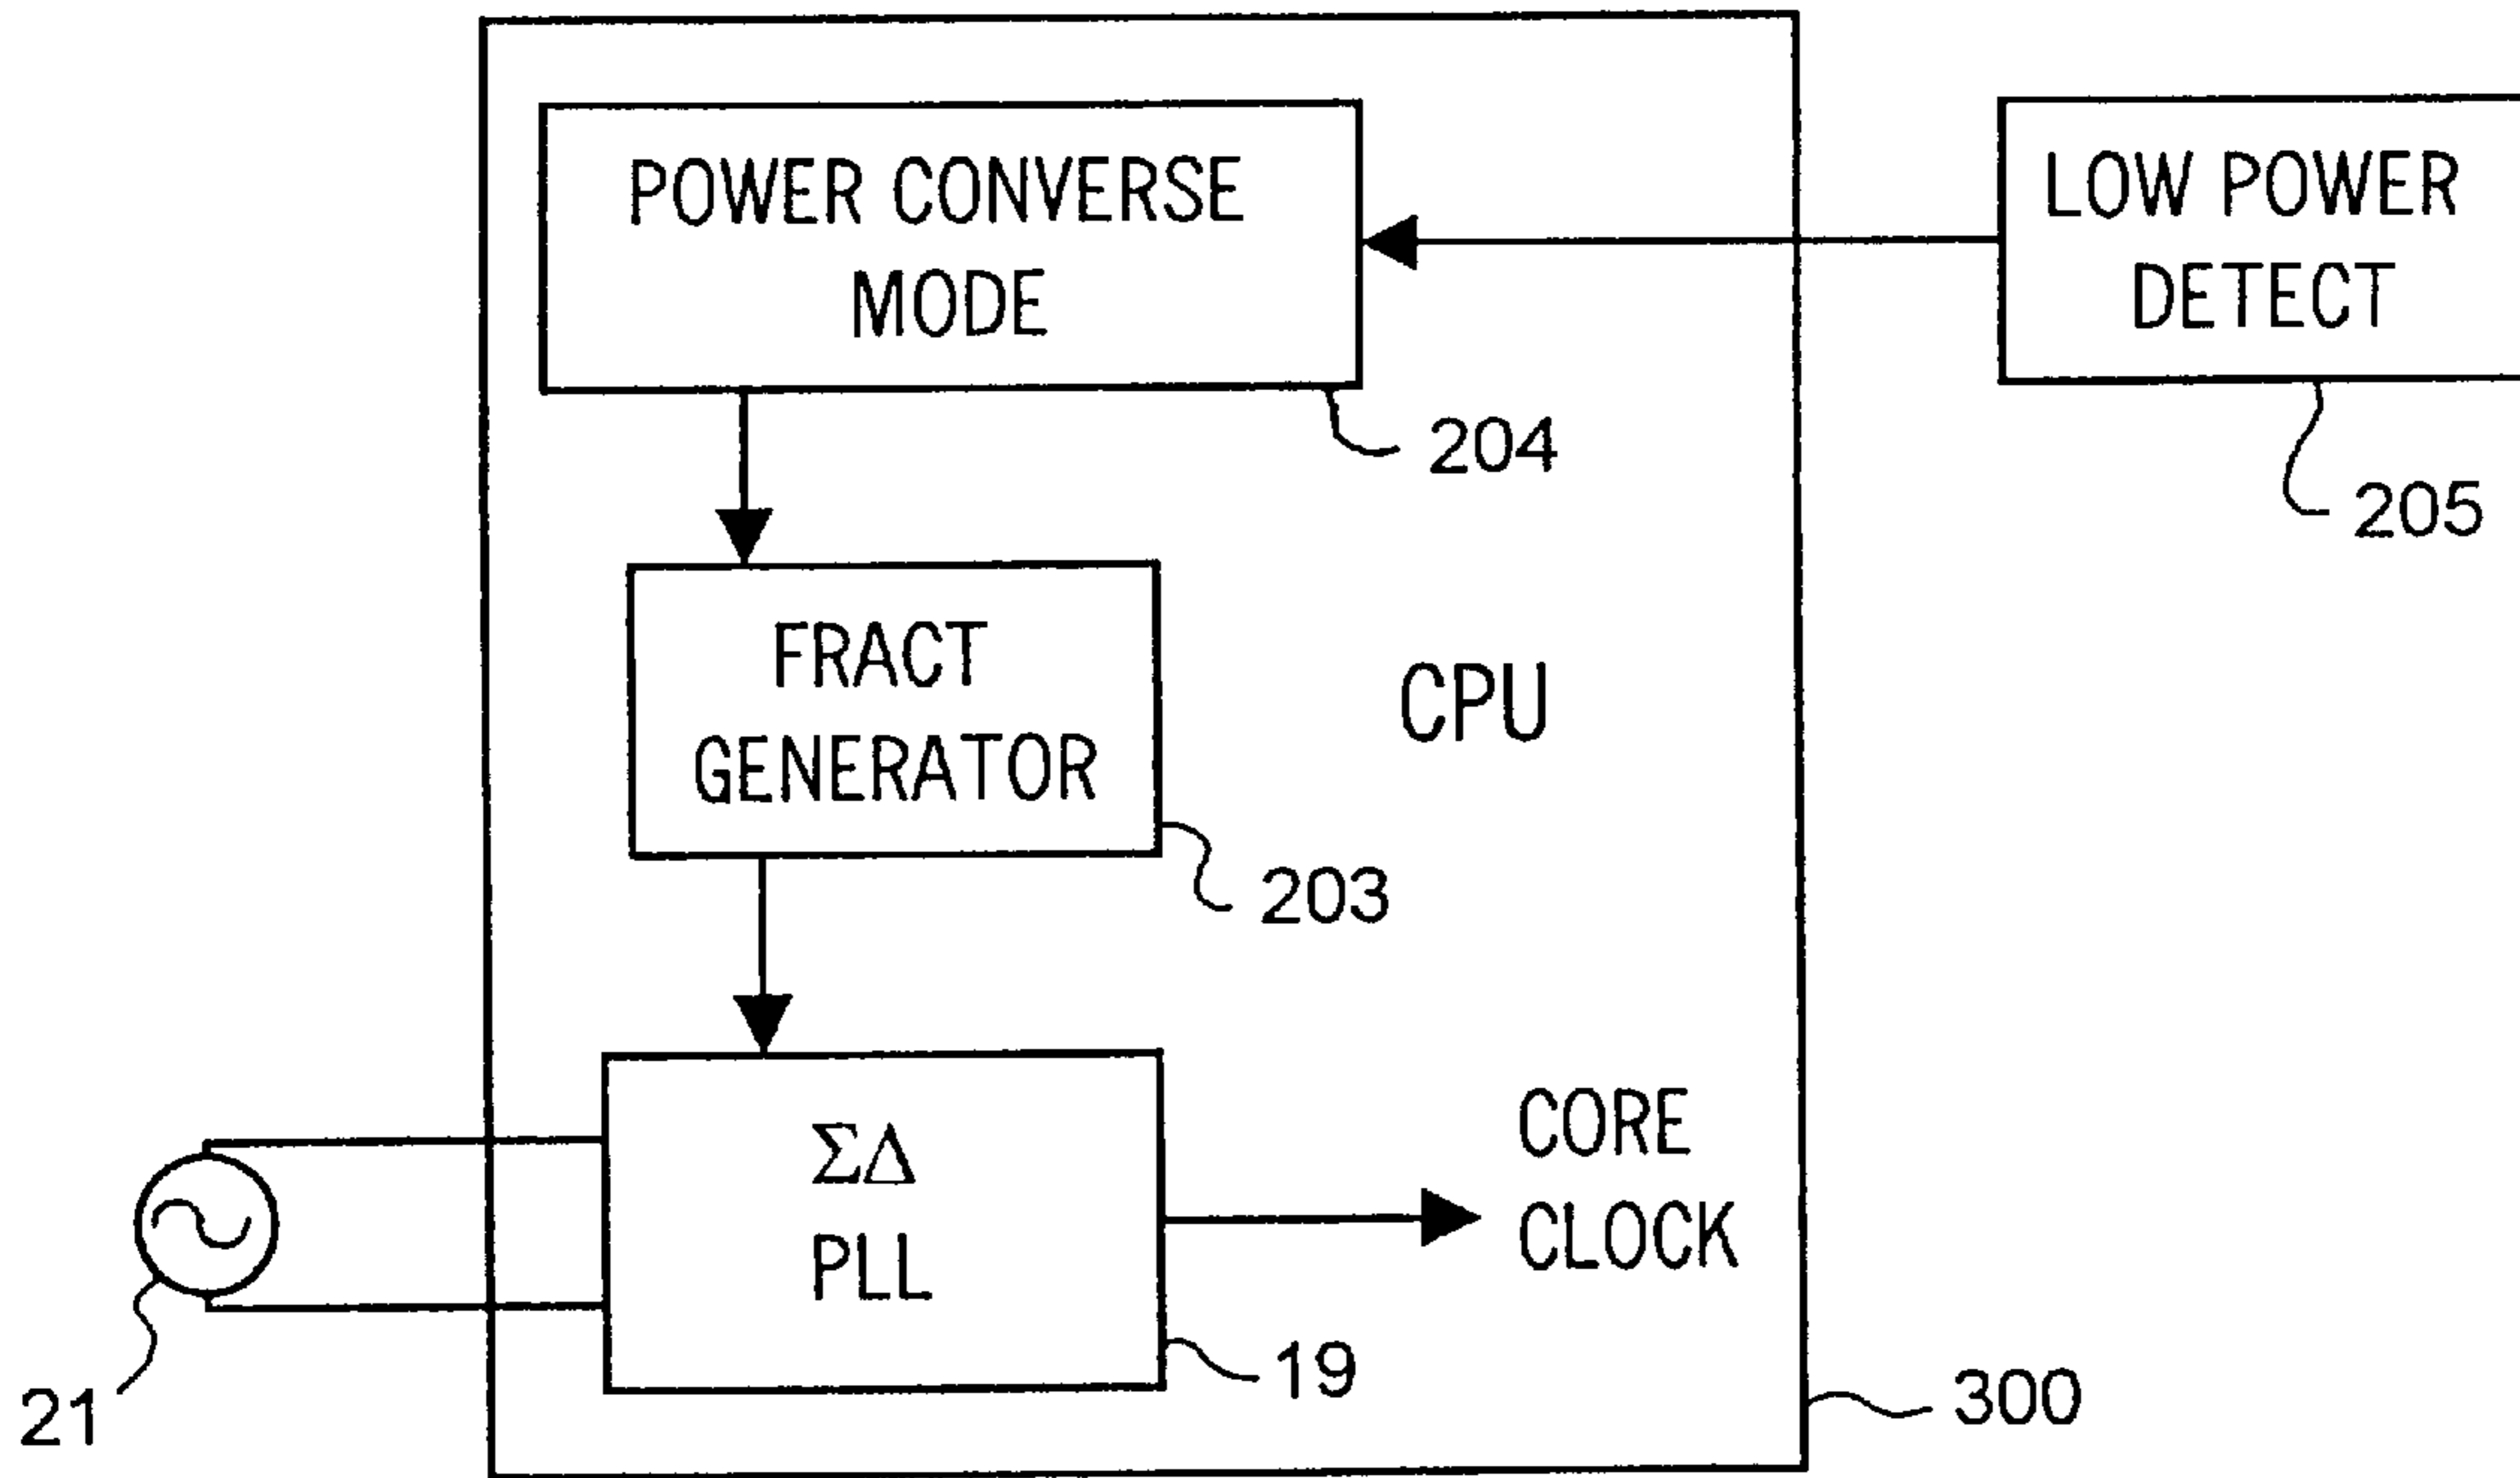 POWER CONVERSE
MODE
204
LOW POWER
DETECT
205
FRACT
GENERATOR
203
CPU
ΣΔ
PLL
19
CORE
CLOCK
21
300